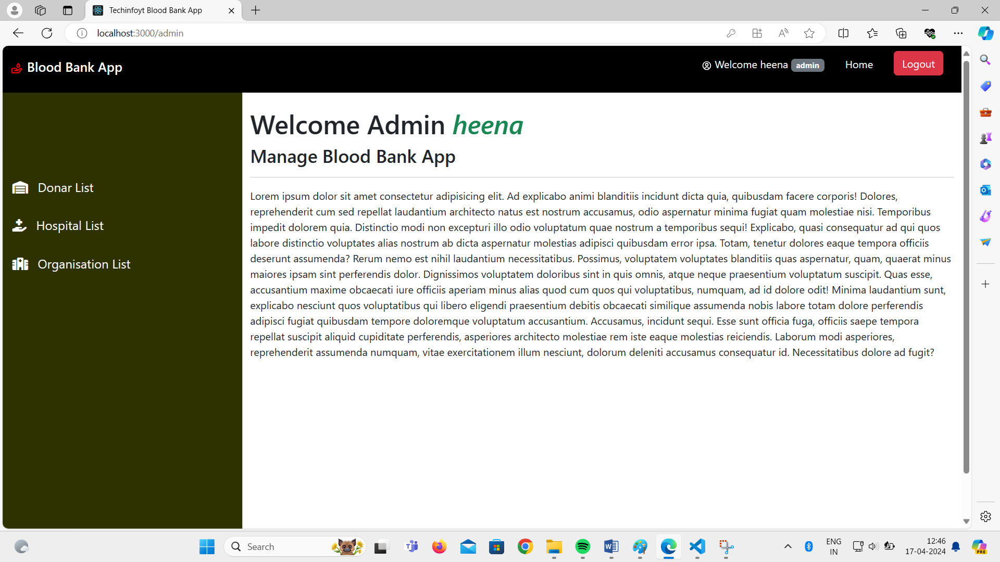 Techinfoyt Blood Bank App
localhost:3000/admin
Blood Bank App
Welcome heena admin
Home
Logout
Welcome Admin heena
Manage Blood Bank App
Donar List
Hospital List
Organisation List
Lorem ipsum dolor sit amet consectetur adipisicing elit. Ad explicabo animi blanditiis incidunt dicta quia, quibusdam facere corporis! Dolores,
reprehenderit cum sed repellat laudantium architecto natus est nostrum accusamus, odio aspernatur minima fugiat quam molestiae nisi. Temporibus
impedit dolorem quia. Distinctio modi non excepturi illo odio voluptatum quae nostrum a temporibus sequi! Explicabo, quasi consequatur ad qui quos
labore distinctio voluptates alias nostrum ab dicta aspernatur molestias adipisci quibusdam error ipsa. Totam, tenetur dolores eaque tempora officiis
deserunt assumenda? Rerum nemo est nihil laudantium necessitatibus. Possimus, voluptatem voluptates blanditiis quas aspernatur, quam, quaerat minus
maiores ipsam sint perferendis dolor. Dignissimos voluptatem doloribus sint in quis omnis, atque neque praesentium voluptatum suscipit. Quas esse,
accusantium maxime obcaecati iure officiis aperiam minus alias quod cum quos qui voluptatibus, numquam, ad id dolore odit! Minima laudantium sunt,
explicabo nesciunt quos voluptatibus qui libero eligendi praesentium debitis obcaecati similique assumenda nobis labore totam dolore perferendis
adipisci fugiat quibusdam tempore doloremque voluptatum accusantium. Accusamus, incidunt sequi. Esse sunt officia fuga, officiis saepe tempora
repellat suscipit aliquid cupiditate perferendis, asperiores architecto molestiae rem iste eaque molestias reiciendis. Laborum modi asperiores,
reprehenderit assumenda numquam, vitae exercitationem illum nesciunt, dolorum deleniti accusamus consequatur id. Necessitatibus dolore ad fugit?
Search
ENG
IN
12:46
17-04-2024
PRE